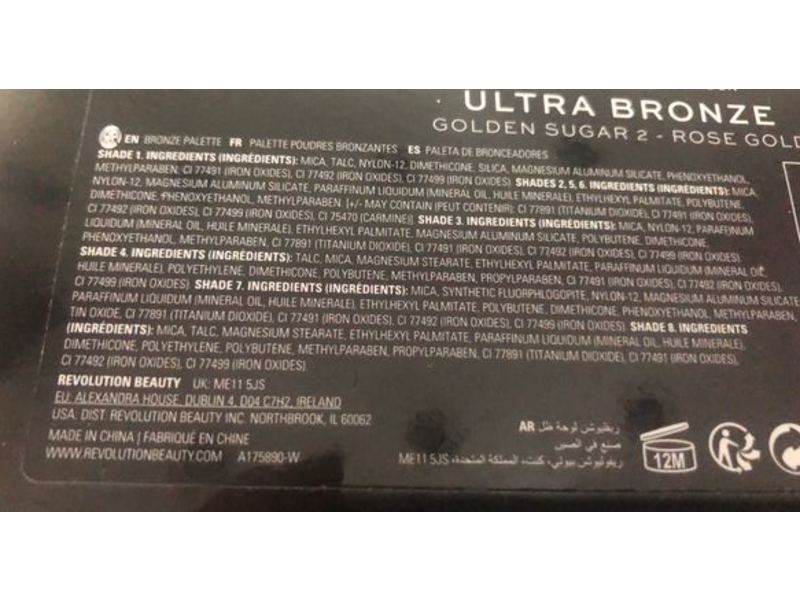 ULTRA BRONZE
GOLDEN SUGAR 2 - ROSE GOLD
EN BRONZE PALETTE FR PALETTE POUDRES BRONZANTES ES PALETA DE BRONCEADORES
SHADE 1. INGREDIENTS (INGRÉDIENTS): MICA, TALC, NYLON-12, DIMETHICONE, SILICA, MAGNESIUM ALUMINUM SILICATE, PHENOXYETHANOL,
METHYLPARABEN, CI 77491 (IRON OXIDES), CI 77492 (IRON OXIDES), CI 77499 (IRON OXIDES). SHADES 2, 5, 6. INGREDIENTS (INGRÉDIENTS): MICA,
NYLON-12, MAGNESIUM ALUMINUM SILICATE, PARAFFINUM LIQUIDUM (MINERAL OIL, HUILE MINERALE), ETHYLHEXYL PALMITATE, POLYBUTENE,
DIMETHICONE, PHENOXYETHANOL, METHYLPARABEN. [+/- MAY CONTAIN (PEUT CONTENIR): CI 77891 (TITANIUM DIOXIDE), CI 77491 (IRON OXIDES),
CI 77492 (IRON OXIDES), CI 77499 (IRON OXIDES), CI 75470 (CARMINE)]. SHADE 3. INGREDIENTS (INGRÉDIENTS): MICA, NYLON-12, PARAFFINUM
LIQUIDUM (MINERAL OIL, HUILE MINERALE), ETHYLHEXYL PALMITATE, MAGNESIUM ALUMINUM SILICATE, POLYBUTENE, DIMETHICONE,
PHENOXYETHANOL, METHYLPARABEN, CI 77891 (TITANIUM DIOXIDE), CI 77491 (IRON OXIDES), CI 77492 (IRON OXIDES), CI 77499 (IRON OXIDES).
SHADE 4. INGREDIENTS (INGRÉDIENTS): TALC, MICA, MAGNESIUM STEARATE, ETHYLHEXYL PALMITATE, PARAFFINUM LIQUIDUM (MINERAL OIL,
HUILE MINERALE), POLYETHYLENE, DIMETHICONE, POLYBUTENE, METHYLPARABEN, PROPYLPARABEN, CI 77491 (IRON OXIDES), CI 77492 (IRON OXIDES),
CI 77499 (IRON OXIDES). SHADE 7. INGREDIENTS (INGRÉDIENTS): MICA, SYNTHETIC FLUORPHLOGOPITE, NYLON-12, MAGNESIUM ALUMINUM SILICATE,
PARAFFINUM LIQUIDUM (MINERAL OIL, HUILE MINERALE), ETHYLHEXYL PALMITATE, POLYBUTENE, DIMETHICONE, PHENOXYETHANOL, METHYLPARABEN,
TIN OXIDE, CI 77891 (TITANIUM DIOXIDE), CI 77491 (IRON OXIDES), CI 77492 (IRON OXIDES), CI 77499 (IRON OXIDES). SHADE 8. INGREDIENTS
(INGRÉDIENTS): MICA, TALC, MAGNESIUM STEARATE, ETHYLHEXYL PALMITATE, PARAFFINUM LIQUIDUM (MINERAL OIL, HUILE MINERALE),
DIMETHICONE, POLYETHYLENE, POLYBUTENE, METHYLPARABEN, PROPYLPARABEN, CI 77891 (TITANIUM DIOXIDE), CI 77491 (IRON OXIDES),
CI 77492 (IRON OXIDES), CI 77499 (IRON OXIDES).
REVOLUTION BEAUTY UK: ME11 5JS
EU: ALEXANDRA HOUSE, DUBLIN 4, D04 C7H2, IRELAND
USA: DIST. REVOLUTION BEAUTY INC. NORTHBROOK, IL 60062
MADE IN CHINA | FABRIQUÉ EN CHINE
WWW.REVOLUTIONBEAUTY.COM A175890-W
AR ريفليوشن لوحة ظل
صنع في الصين
ريفوليوشن بيوتي، كنت، المملكة المتحدة، ME11 5JS
12M